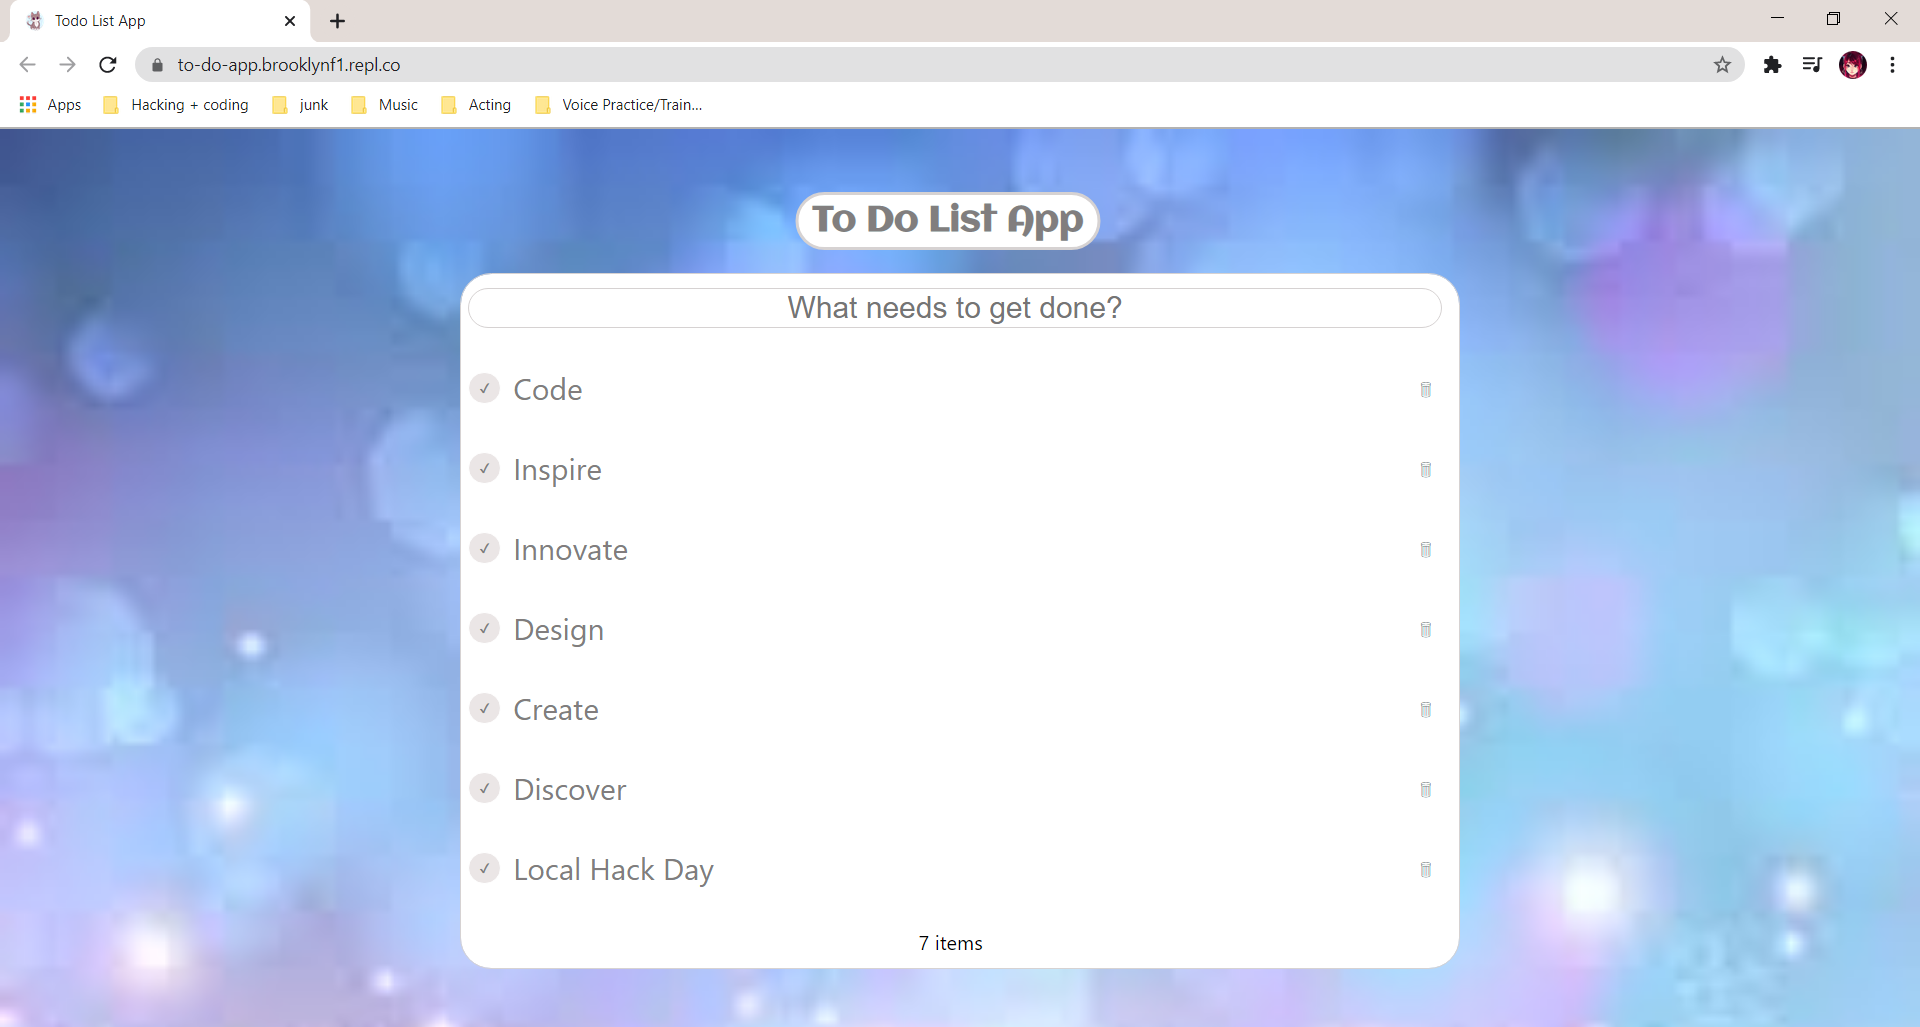 Todo List App
to-do-app.brooklynf1.repl.co
Apps Hacking + coding junk Music Acting Voice Practice/Train...
To Do List App
What needs to get done?
✓ Code
✓ Inspire
✓ Innovate
✓ Design
✓ Create
✓ Discover
✓ Local Hack Day
7 items